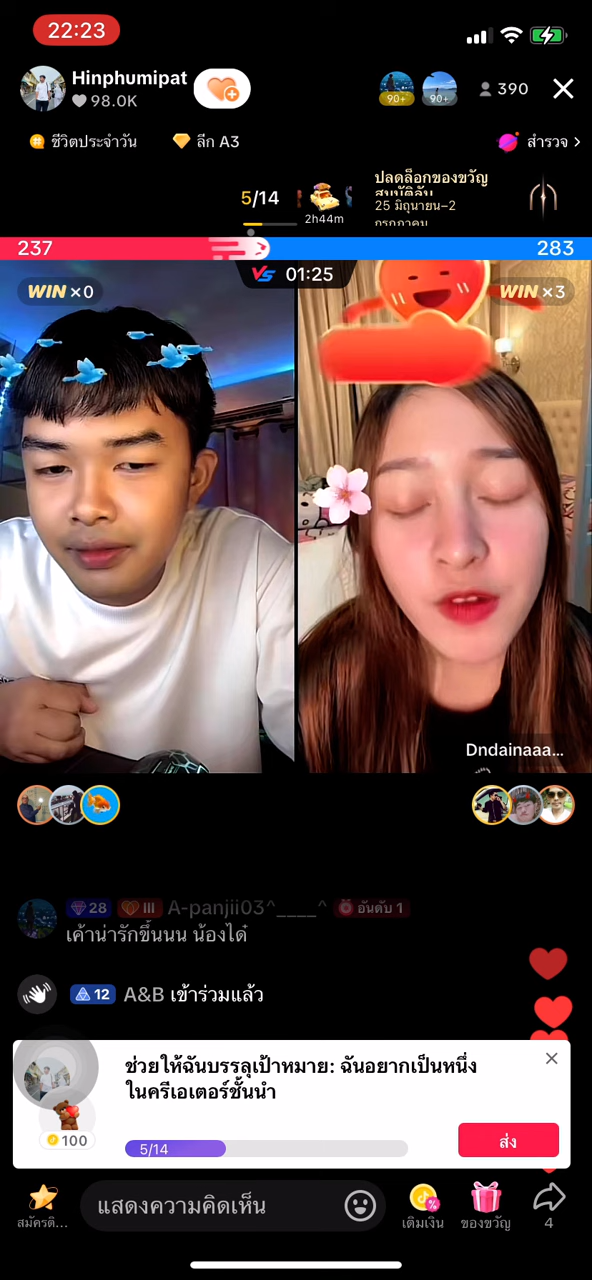 22:23
Hinphumipat
98.0K
90+
90+
390
ชีวิตประจำวัน
ลีก A3
สำรวจ >
5/14
2h44m
ปลดล็อกของขวัญ
25 มิถุนายน–2
237
283
VS 01:25
WIN ×0
WIN ×3
Dndainaaa...
28 III A-panjii03^____^ อันดับ 1
เค้าน่ารักขึ้นนน น้องได๋
12 A&B เข้าร่วมแล้ว
ช่วยให้ฉันบรรลุเป้าหมาย: ฉันอยากเป็นหนึ่ง
ในครีเอเตอร์ชั้นนำ
100
5/14
ส่ง
สมัครติ...
แสดงความคิดเห็น
เติมเงิน
ของขวัญ
4